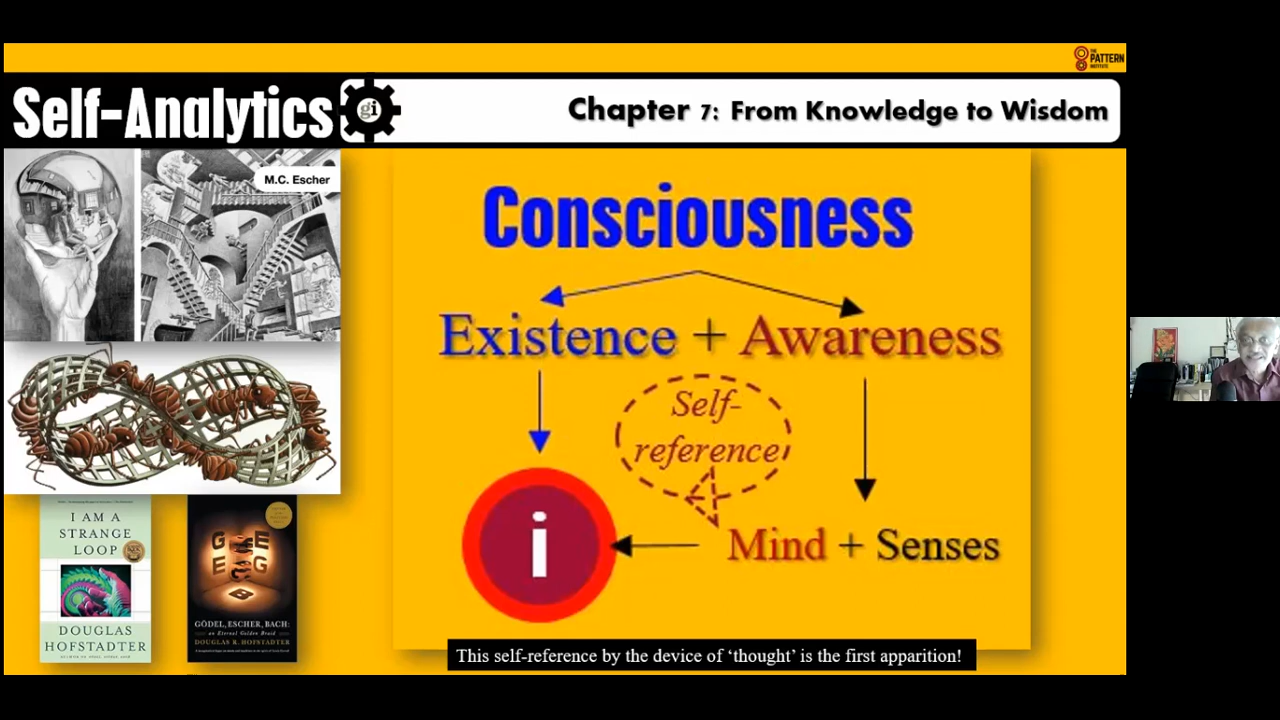 THE
PATTERN
INSTITUTE
Self-Analytics
gi
Chapter 7: From Knowledge to Wisdom
M.C. Escher
Consciousness
Existence + Awareness
Self-
reference
i
Mind + Senses
I AM A
STRANGE
LOOP
DOUGLAS
HOFSTADTER
G E
E G
B
GÖDEL, ESCHER, BACH:
an Eternal Golden Braid
DOUGLAS R. HOFSTADTER
This self-reference by the device of ‘thought’ is the first apparition!